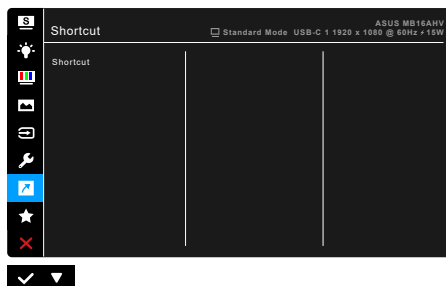 S
Shortcut
ASUS MB16AHV
Standard Mode USB-C 1 1920 x 1080 @ 60Hz ⚡15W
Shortcut